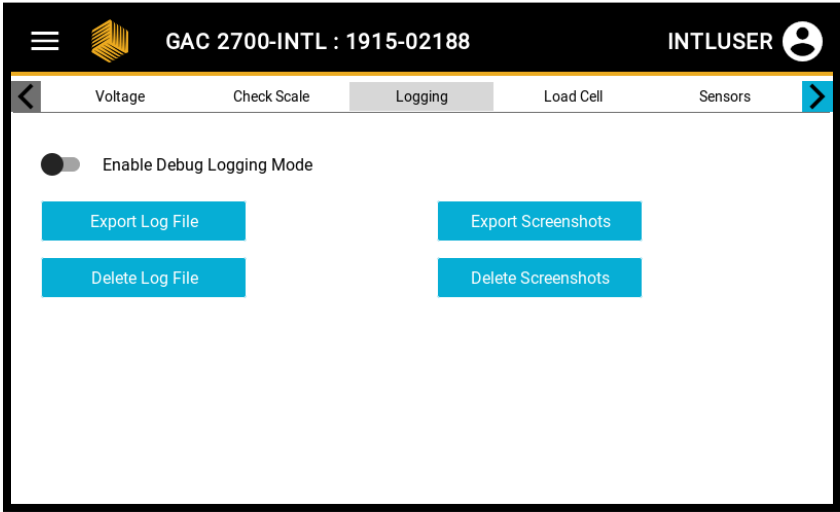 GAC 2700-INTL : 1915-02188 INTLUSER
Voltage Check Scale Logging Load Cell Sensors
Enable Debug Logging Mode
Export Log File Export Screenshots
Delete Log File Delete Screenshots